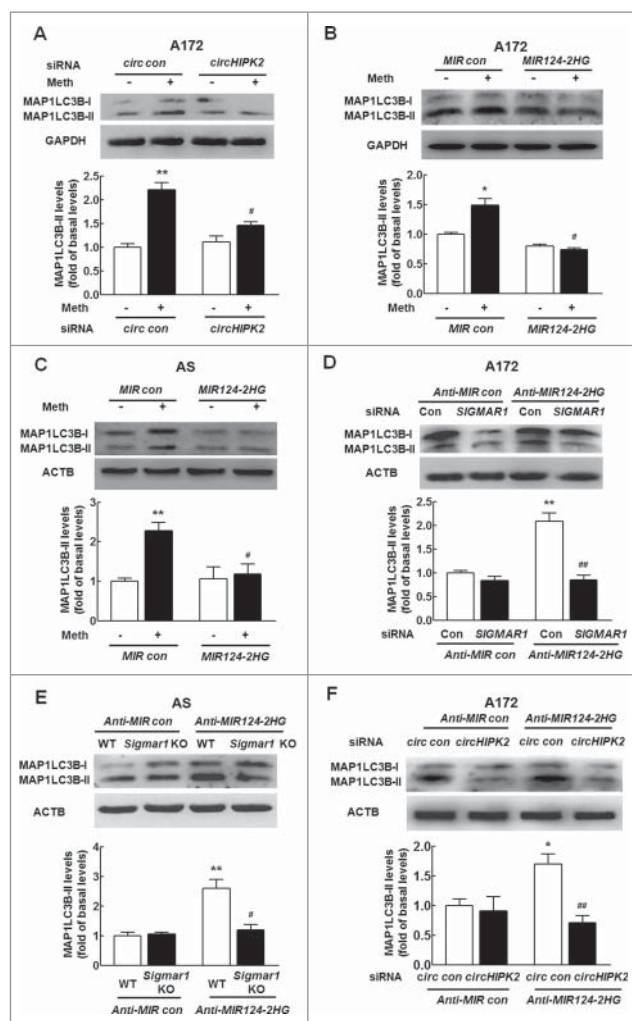 A
A172
siRNA circ con circHIPK2
Meth - + - +
MAP1LC3B-I
MAP1LC3B-II
GAPDH
MAP1LC3B-II levels
(fold of basal levels)
2.5
2.0
1.5
1.0
0.5
0.0
**
#
Meth - + - +
siRNA circ con circHIPK2
B
A172
MIR con MIR124-2HG
Meth - + - +
MAP1LC3B-I
MAP1LC3B-II
GAPDH
MAP1LC3B-II levels
(fold of basal levels)
2.0
1.5
1.0
0.5
0.0
*
#
Meth - + - +
MIR con MIR124-2HG
C
AS
MIR con MIR124-2HG
Meth - + - +
MAP1LC3B-I
MAP1LC3B-II
ACTB
MAP1LC3B-II levels
(fold of basal levels)
3
2
1
0
**
#
Meth - + - +
MIR con MIR124-2HG
D
A172
Anti-MIR con Anti-MIR124-2HG
siRNA Con SIGMAR1 Con SIGMAR1
MAP1LC3B-I
MAP1LC3B-II
ACTB
MAP1LC3B-II levels
(fold of basal levels)
2.5
2.0
1.5
1.0
0.5
0.0
**
##
siRNA Con SIGMAR1 Con SIGMAR1
Anti-MIR con Anti-MIR124-2HG
E
AS
Anti-MIR con Anti-MIR124-2HG
WT Sigmar1 KO WT Sigmar1 KO
MAP1LC3B-I
MAP1LC3B-II
ACTB
MAP1LC3B-II levels
(fold of basal levels)
4
3
2
1
0
**
#
WT Sigmar1 WT Sigmar1
KO KO
Anti-MIR con Anti-MIR124-2HG
F
A172
Anti-MIR con Anti-MIR124-2HG
siRNA circ con circHIPK2 circ con circHIPK2
MAP1LC3B-I
MAP1LC3B-II
ACTB
MAP1LC3B-II levels
(fold of basal levels)
2.0
1.5
1.0
0.5
0.0
*
##
siRNA circ con circHIPK2 circ con circHIPK2
Anti-MIR con Anti-MIR124-2HG